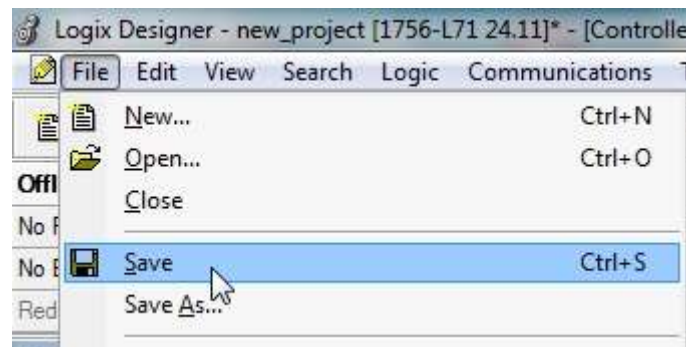 Logix Designer - new_project [1756-L71 24.11]* - [Controlle
File Edit View Search Logic Communications
New... Ctrl+N
Open... Ctrl+O
Offl
Close
No
No
Save Ctrl+S
Red
Save As...